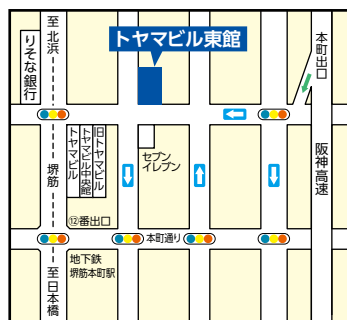 至北浜
りそな銀行
トヤマビル東館
本町出口
阪神高速
堺筋
トヤマビル
トヤマビル中央館
旧トヤマビル
セブン
イレブン
⑫番出口
本町通り
地下鉄
堺筋本町駅
至日本橋